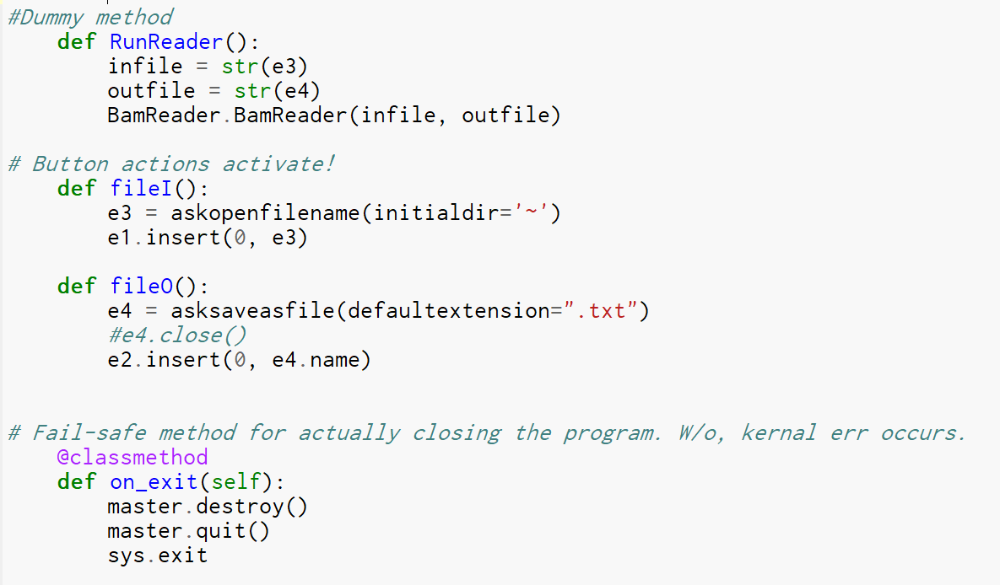 #Dummy method
    def RunReader():
        infile = str(e3)
        outfile = str(e4)
        BamReader.BamReader(infile, outfile)

# Button actions activate!
    def fileI():
        e3 = askopenfilename(initialdir='~')
        e1.insert(0, e3)

    def fileO():
        e4 = asksaveasfile(defaultextension=".txt")
        #e4.close()
        e2.insert(0, e4.name)


# Fail-safe method for actually closing the program. W/o, kernal err occurs.
    @classmethod
    def on_exit(self):
        master.destroy()
        master.quit()
        sys.exit